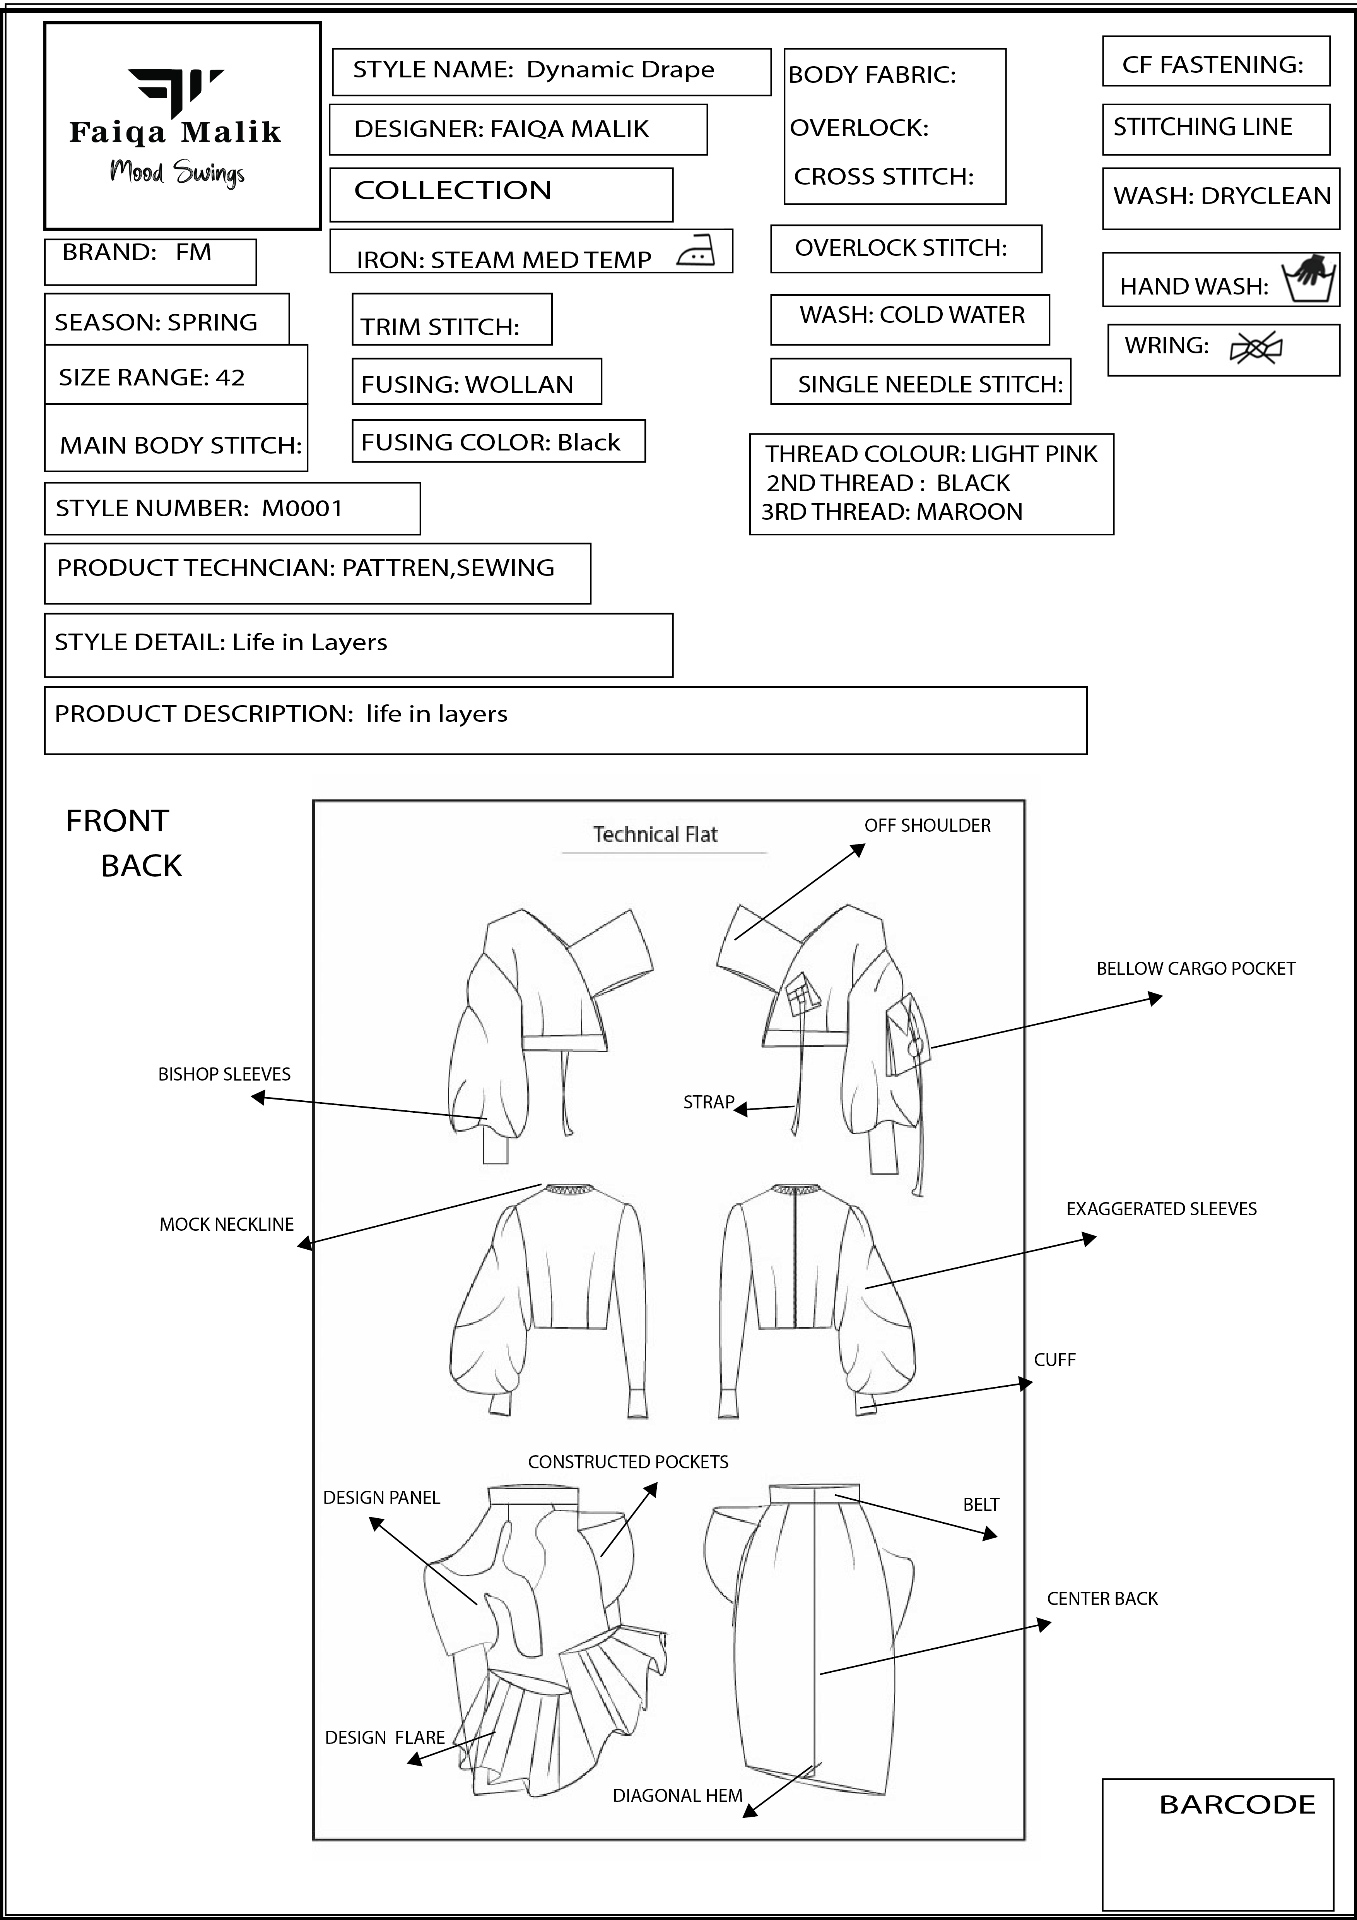 Faiqa Malik
Mood Swings
STYLE NAME: Dynamic Drape
DESIGNER: FAIQA MALIK
COLLECTION
IRON: STEAM MED TEMP
BODY FABRIC:
OVERLOCK:
CROSS STITCH:
CF FASTENING:
STITCHING LINE
WASH: DRYCLEAN
BRAND: FM
OVERLOCK STITCH:
HAND WASH:
SEASON: SPRING
TRIM STITCH:
WASH: COLD WATER
WRING:
SIZE RANGE: 42
FUSING: WOLLAN
SINGLE NEEDLE STITCH:
MAIN BODY STITCH:
FUSING COLOR: Black
THREAD COLOUR: LIGHT PINK
2ND THREAD : BLACK
3RD THREAD: MAROON
STYLE NUMBER: M0001
PRODUCT TECHNCIAN: PATTREN,SEWING
STYLE DETAIL: Life in Layers
PRODUCT DESCRIPTION: life in layers
FRONT
BACK
Technical Flat
OFF SHOULDER
BELLOW CARGO POCKET
BISHOP SLEEVES
STRAP
MOCK NECKLINE
EXAGGERATED SLEEVES
CUFF
CONSTRUCTED POCKETS
DESIGN PANEL
BELT
CENTER BACK
DESIGN FLARE
DIAGONAL HEM
BARCODE